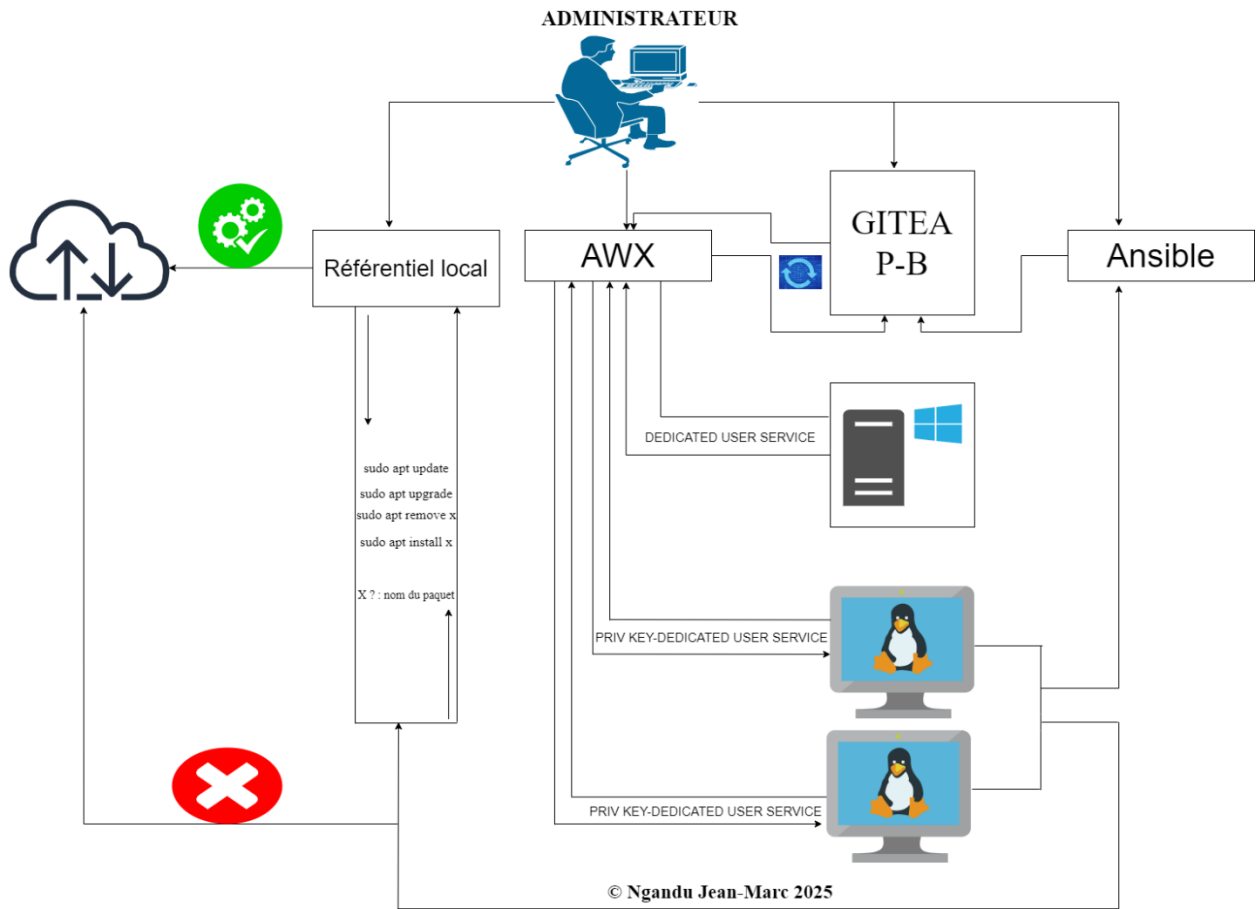 ADMINISTRATEUR
Référentiel local
AWX
GITEA
P-B
Ansible
DEDICATED USER SERVICE
sudo apt update
sudo apt upgrade
sudo apt remove x
sudo apt install x
X ? : nom du paquet
PRIV KEY-DEDICATED USER SERVICE
PRIV KEY-DEDICATED USER SERVICE
© Ngandu Jean-Marc 2025